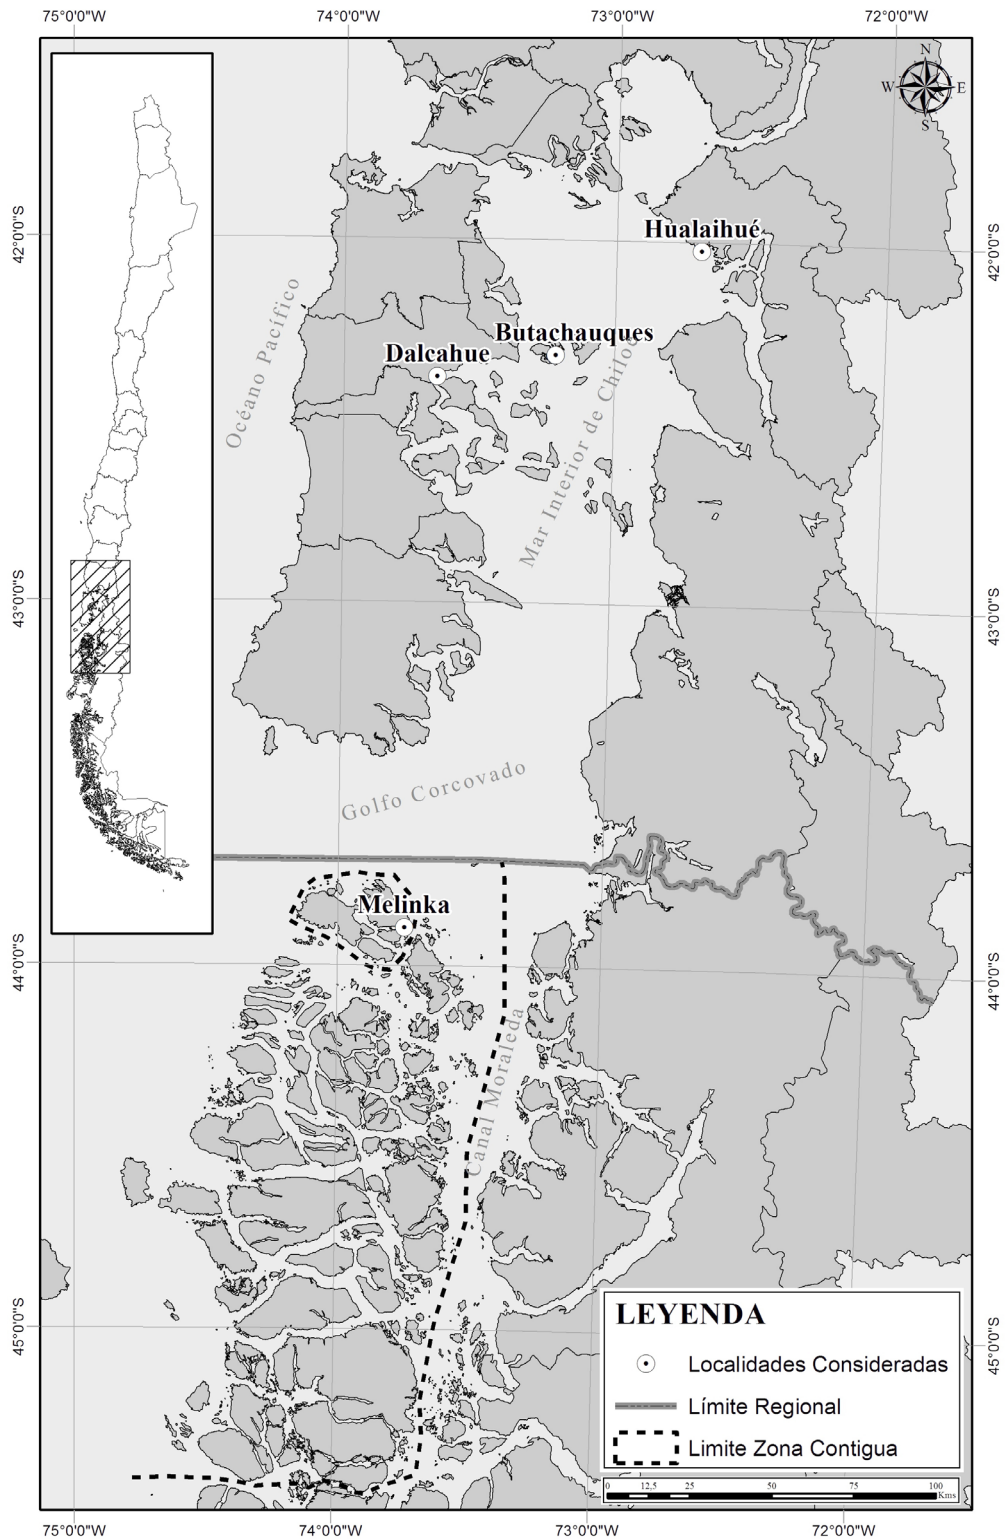 75°0'0"W 74°0'0"W 73°0'0"W 72°0'0"W
N
W E
S
42°0'0"S
42°0'0"S
Hualaihué
Butachauques
Dalcahue
Océano Pacífico
Mar Interior de Chiloé
43°0'0"S
43°0'0"S
Golfo Corcovado
Melinka
44°0'0"S
44°0'0"S
Canal Moraleda
45°0'0"S
45°0'0"S
LEYENDA
Localidades Consideradas
Límite Regional
Limite Zona Contigua
0 12,5 25 50 75 100
Kms
75°0'0"W 74°0'0"W 73°0'0"W 72°0'0"W